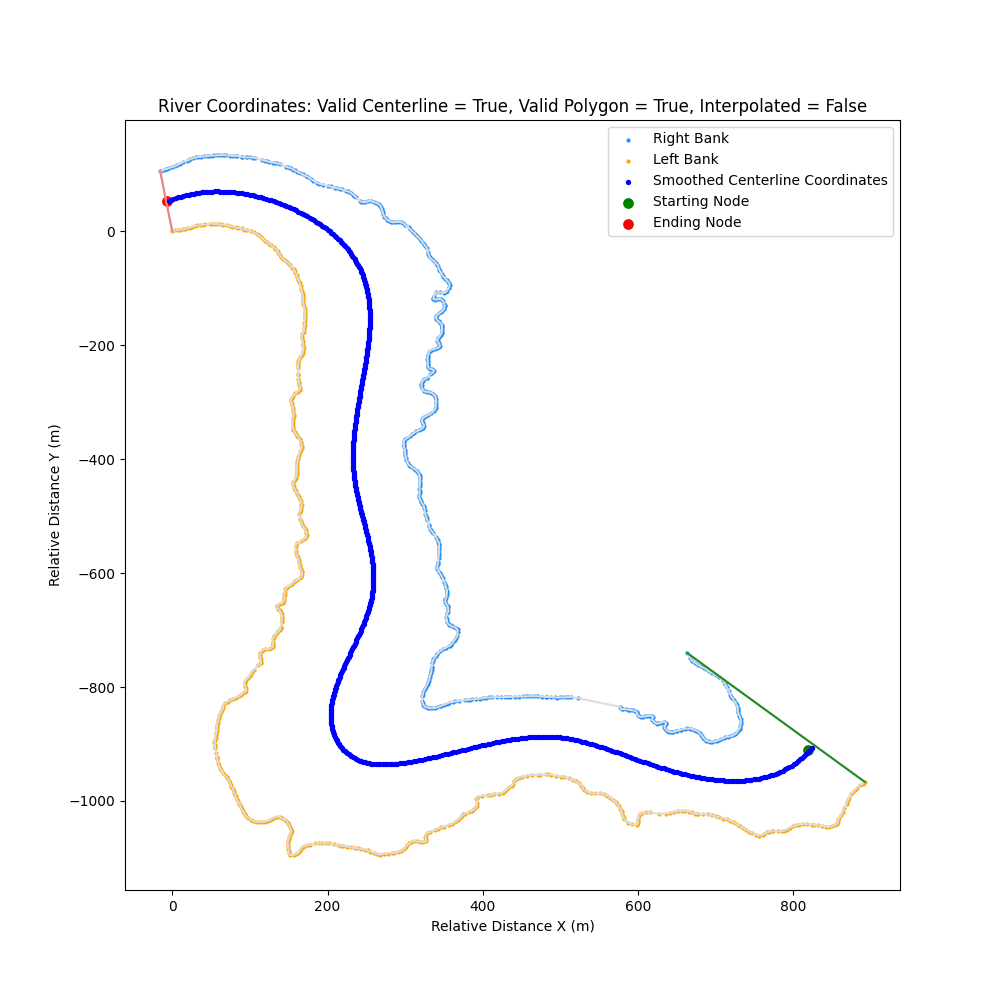 River Coordinates: Valid Centerline = True, Valid Polygon = True, Interpolated = False
Right Bank
Left Bank
Smoothed Centerline Coordinates
Starting Node
Ending Node
0
−200
−400
−600
−800
−1000
Relative Distance Y (m)
0
200
400
600
800
Relative Distance X (m)